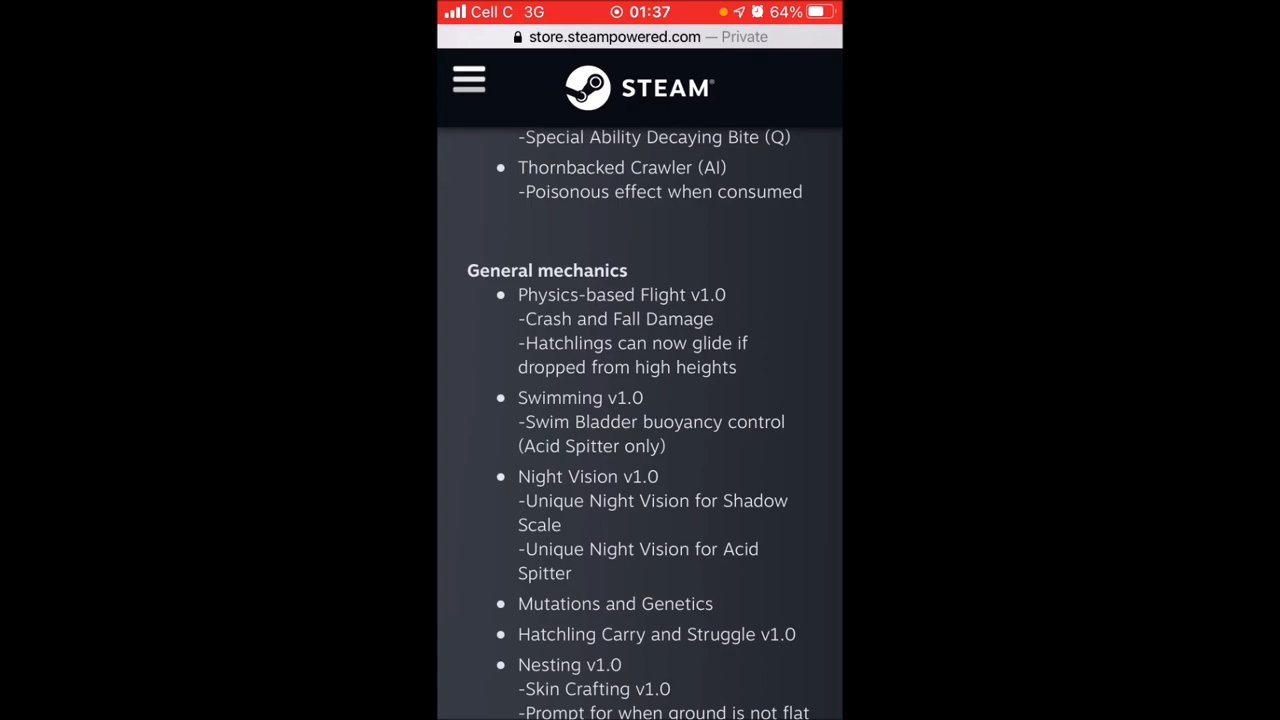 Cell C 3G 01:37 64%
store.steampowered.com — Private
STEAM®
-Special Ability Decaying Bite (Q)
Thornbacked Crawler (AI)
-Poisonous effect when consumed
General mechanics
Physics-based Flight v1.0
-Crash and Fall Damage
-Hatchlings can now glide if
dropped from high heights
Swimming v1.0
-Swim Bladder buoyancy control
(Acid Spitter only)
Night Vision v1.0
-Unique Night Vision for Shadow
Scale
-Unique Night Vision for Acid
Spitter
Mutations and Genetics
Hatchling Carry and Struggle v1.0
Nesting v1.0
-Skin Crafting v1.0
-Prompt for when ground is not flat